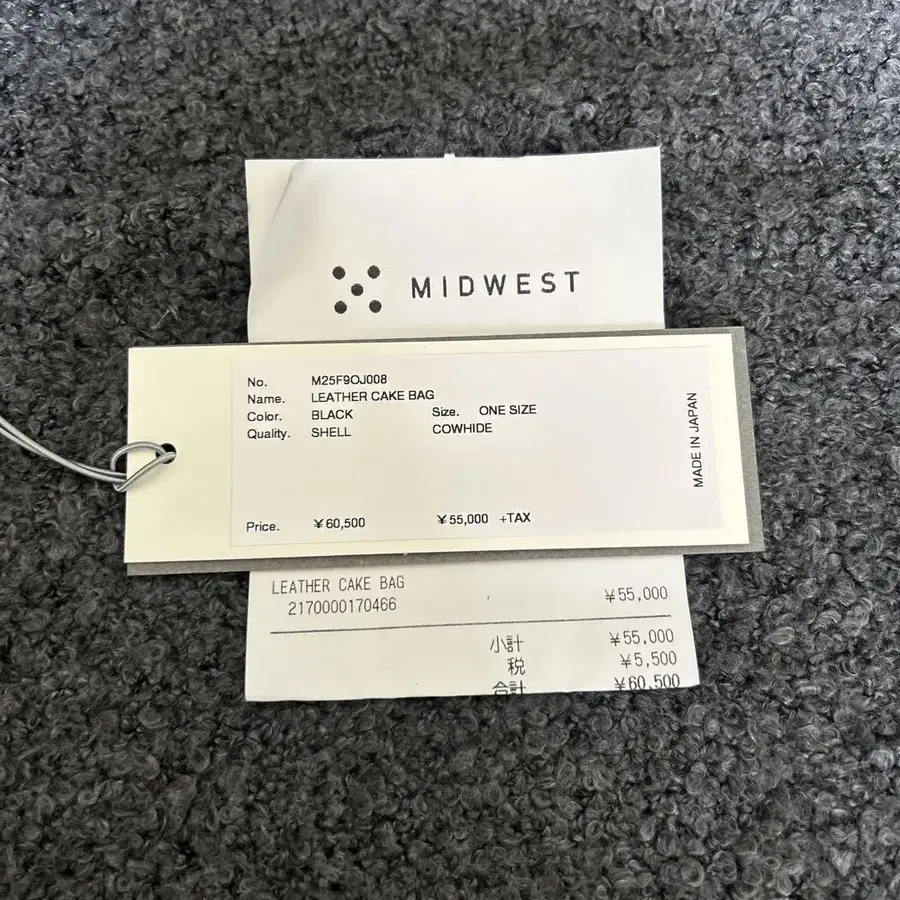 MIDWEST
No. M25F9OJ008
Name. LEATHER CAKE BAG
Color. BLACK Size. ONE SIZE
Quality. SHELL COWHIDE
MADE IN JAPAN
Price. ¥60,500 ¥55,000 +TAX
LEATHER CAKE BAG
2170000170466 ¥55,000
小計 ¥55,000
税 ¥5,500
合計 ¥60,500